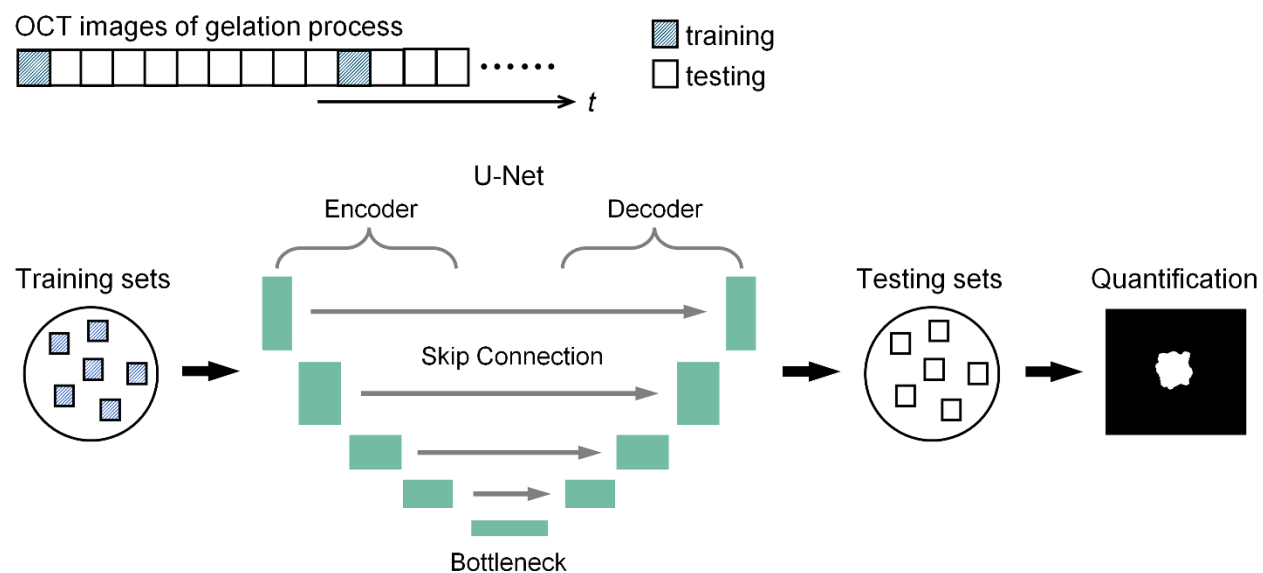 OCT images of gelation process
training
testing
t
U-Net
Encoder
Decoder
Training sets
Testing sets
Quantification
Skip Connection
Bottleneck